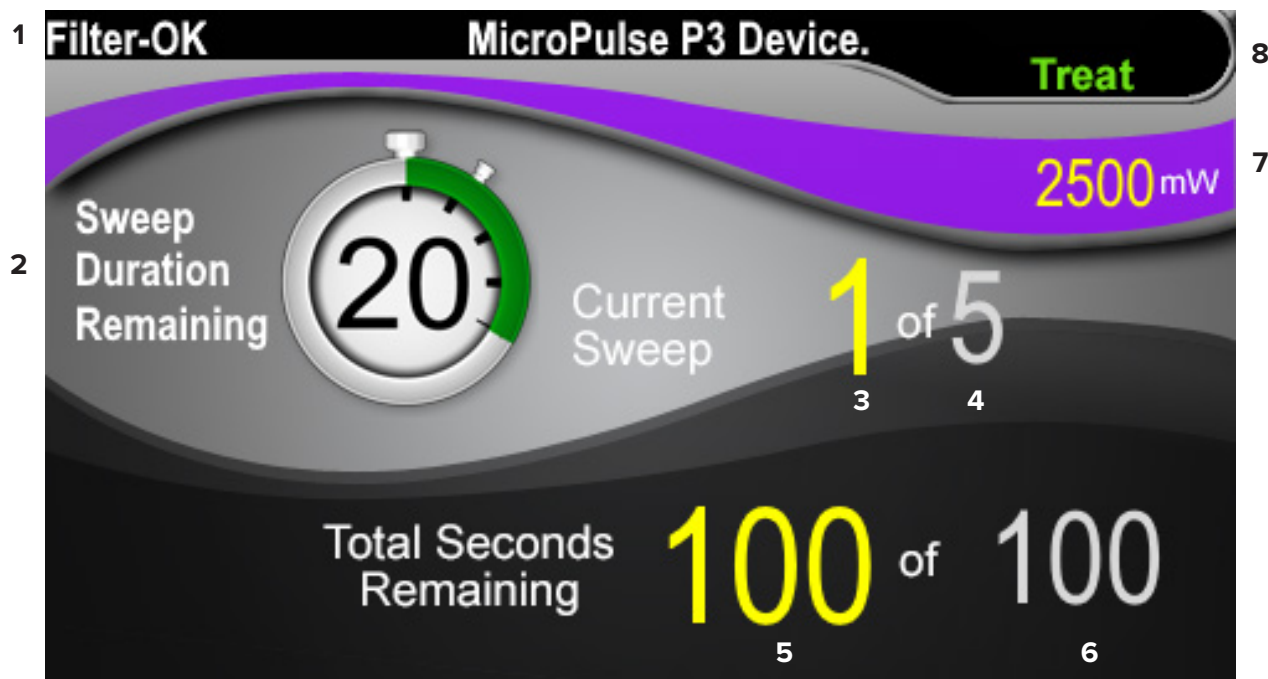 1
Filter-OK
MicroPulse P3 Device.
8
Treat
7
2500 mW
2
Sweep
Duration
Remaining
20
Current
Sweep
1 of 5
3
4
Total Seconds
Remaining
100 of 100
5
6